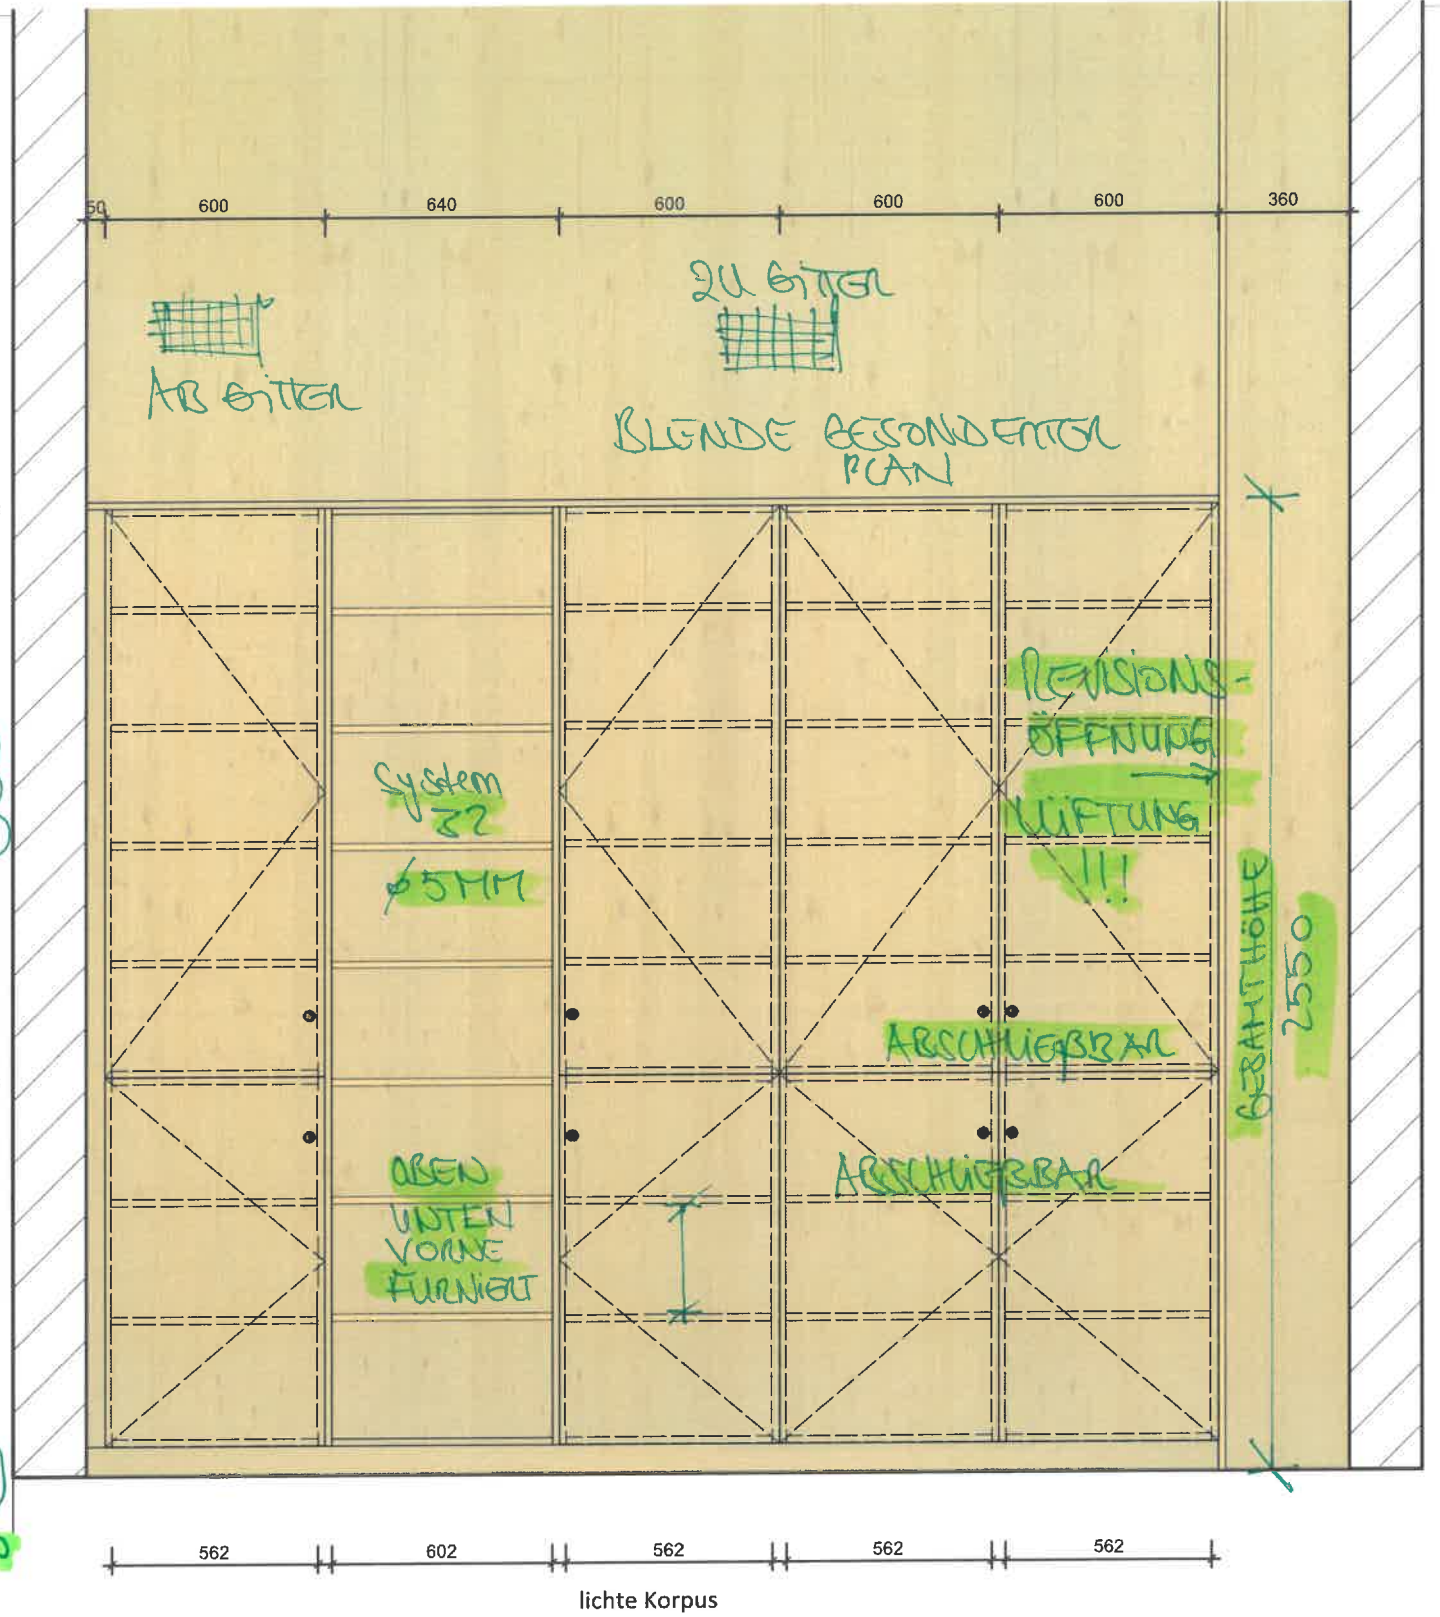 50 600 640 600 600 600 360
ZU GITTER
AB GITTER
BLENDE GESONDERTER
PLAN
REVISIONS-
ÖFFNUNG
LÜFTUNG
!!!
System
32
ø5MM
GESAMTHÖHE
2550
ABSCHLIEẞBAR
ABSCHLIEẞBAR
OBEN
UNTEN
VORNE
FURNIERT
562 602 562 562 562
lichte Korpus